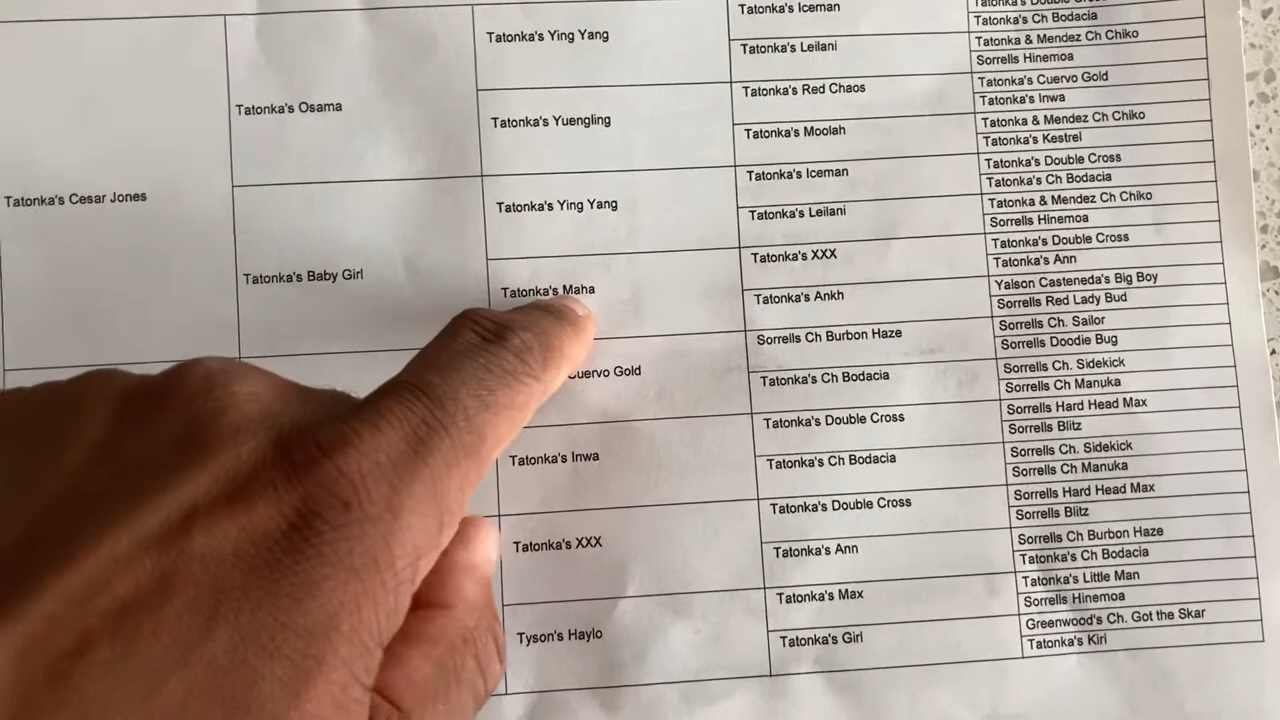 Tatonka's Cesar Jones
Tatonka's Osama
Tatonka's Baby Girl
Tatonka's Ying Yang
Tatonka's Yuengling
Tatonka's Ying Yang
Tatonka's Maha
Cuervo Gold
Tatonka's Inwa
Tatonka's XXX
Tyson's Haylo
Tatonka's Iceman
Tatonka's Leilani
Tatonka's Red Chaos
Tatonka's Moolah
Tatonka's Iceman
Tatonka's Leilani
Tatonka's XXX
Tatonka's Ankh
Sorrells Ch Burbon Haze
Tatonka's Ch Bodacia
Tatonka's Double Cross
Tatonka's Ch Bodacia
Tatonka's Double Cross
Tatonka's Ann
Tatonka's Max
Tatonka's Girl
Tatonka's Double Cross
Tatonka's Ch Bodacia
Tatonka & Mendez Ch Chiko
Sorrells Hinemoa
Tatonka's Cuervo Gold
Tatonka's Inwa
Tatonka & Mendez Ch Chiko
Tatonka's Kestrel
Tatonka's Double Cross
Tatonka's Ch Bodacia
Tatonka & Mendez Ch Chiko
Sorrells Hinemoa
Tatonka's Double Cross
Tatonka's Ann
Yalson Casteneda's Big Boy
Sorrells Red Lady Bud
Sorrells Ch. Sailor
Sorrells Doodie Bug
Sorrells Ch. Sidekick
Sorrells Ch Manuka
Sorrells Hard Head Max
Sorrells Blitz
Sorrells Ch. Sidekick
Sorrells Ch Manuka
Sorrells Hard Head Max
Sorrells Blitz
Sorrells Ch Burbon Haze
Tatonka's Ch Bodacia
Tatonka's Little Man
Sorrells Hinemoa
Greenwood's Ch. Got the Skar
Tatonka's Kiri